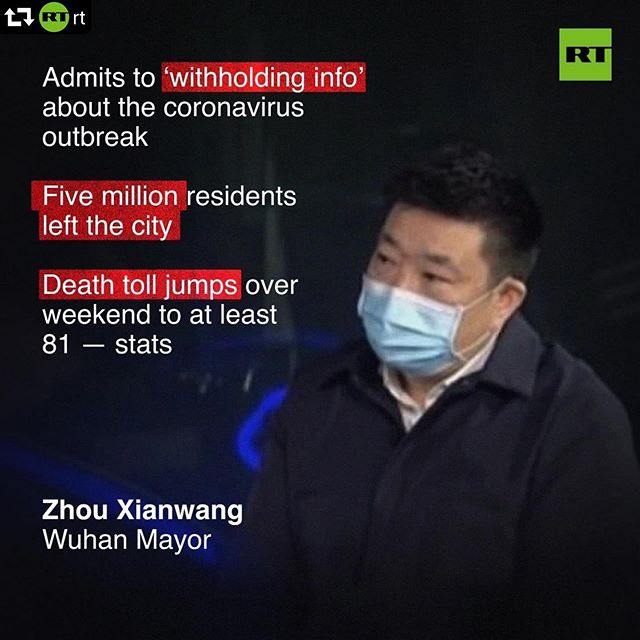 RT rt
RT
Admits to ‘withholding info’
about the coronavirus
outbreak
Five million residents
left the city
Death toll jumps over
weekend to at least
81 — stats
Zhou Xianwang
Wuhan Mayor